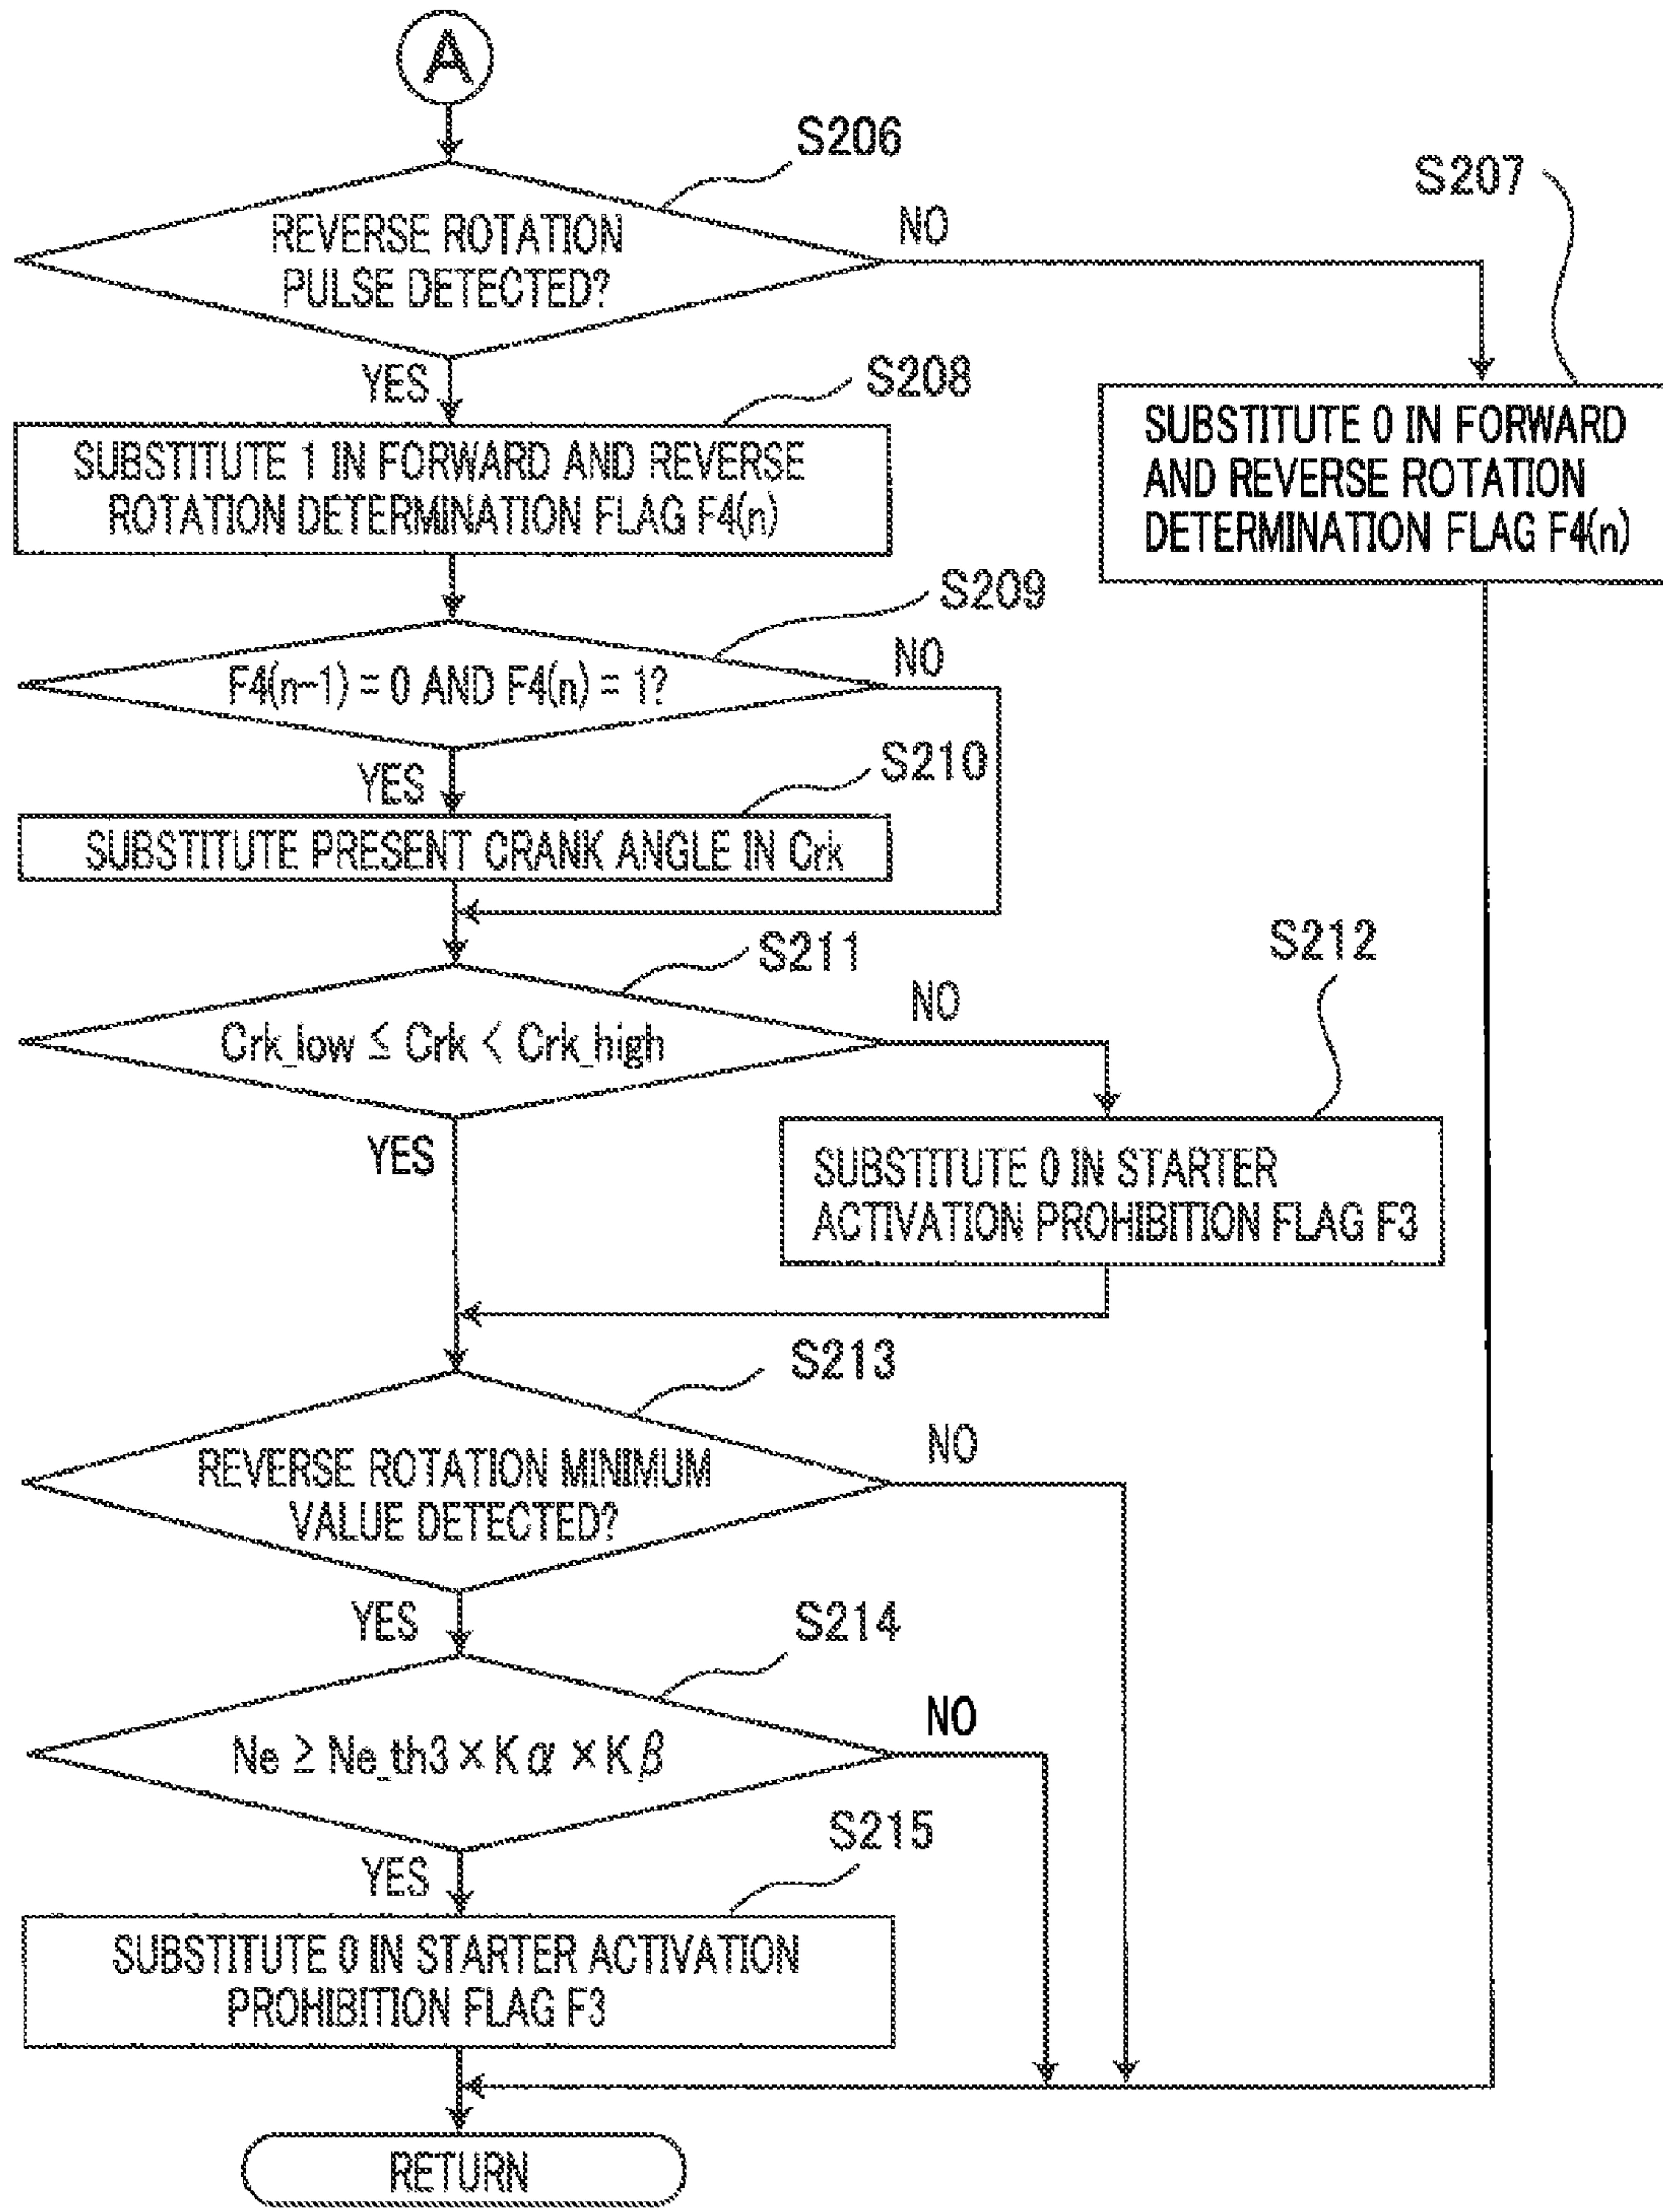 A
S206
REVERSE ROTATION
PULSE DETECTED?
NO
S207
YES
S208
SUBSTITUTE 1 IN FORWARD AND REVERSE
ROTATION DETERMINATION FLAG F4(n)
SUBSTITUTE 0 IN FORWARD
AND REVERSE ROTATION
DETERMINATION FLAG F4(n)
S209
F4(n-1) = 0 AND F4(n) = 1?
NO
YES
S210
SUBSTITUTE PRESENT CRANK ANGLE IN Crk
S211
Crk_low ≤ Crk < Crk_high
NO
S212
YES
SUBSTITUTE 0 IN STARTER
ACTIVATION PROHIBITION FLAG F3
S213
REVERSE ROTATION MINIMUM
VALUE DETECTED?
NO
YES
S214
Ne ≥ Ne_th3 × K α × K β
NO
S215
YES
SUBSTITUTE 0 IN STARTER ACTIVATION
PROHIBITION FLAG F3
RETURN